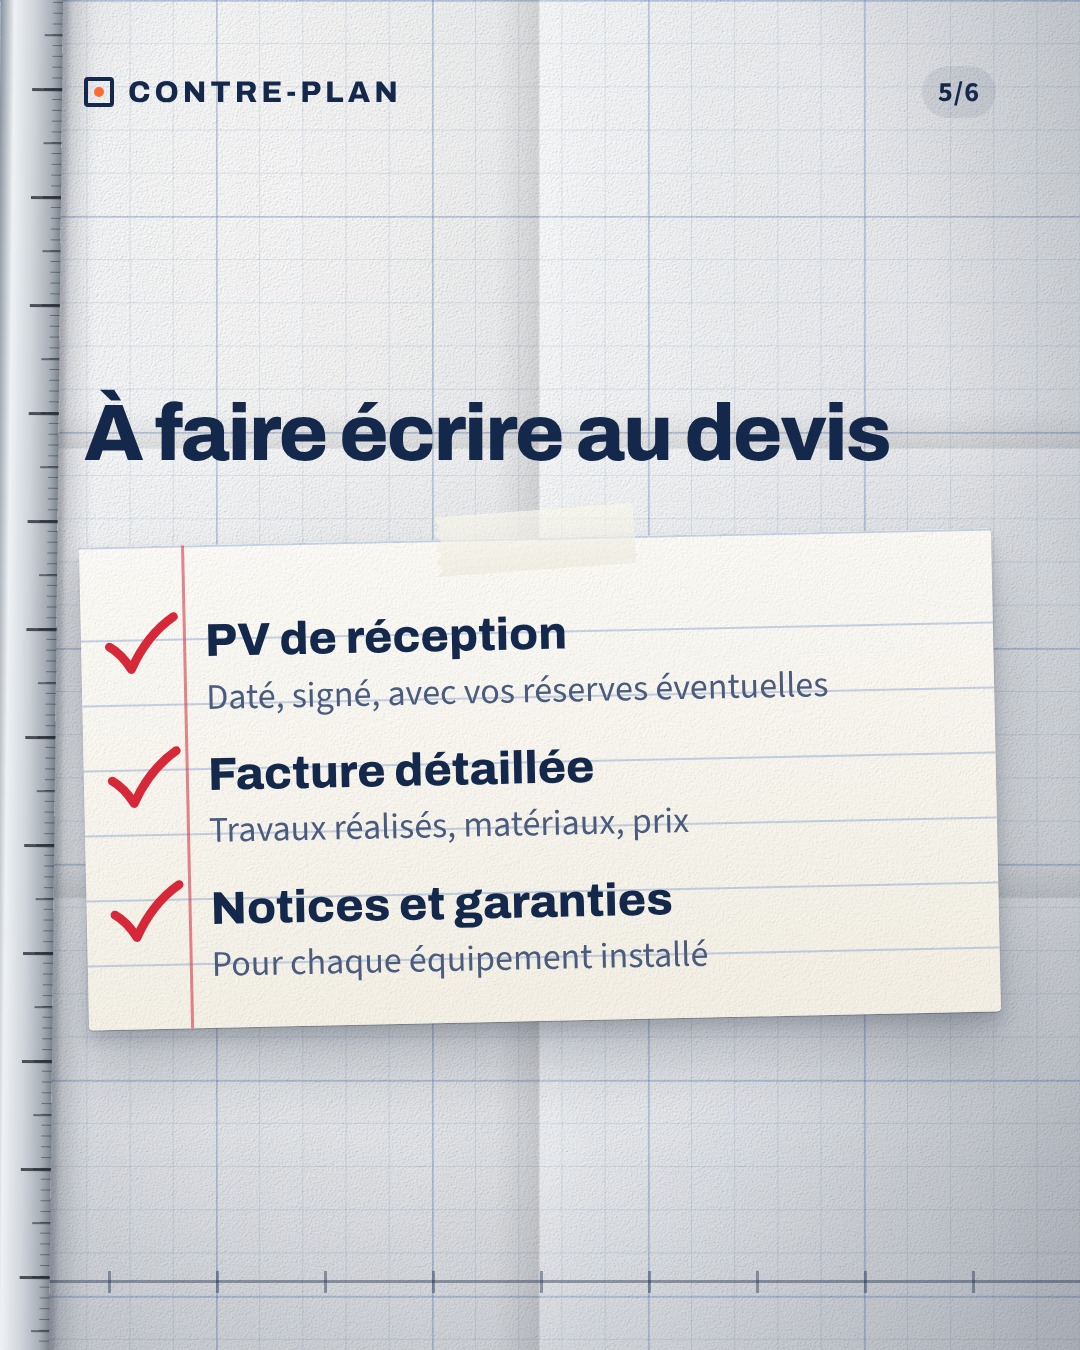 CONTRE-PLAN
5/6
À faire écrire au devis
PV de réception
Daté, signé, avec vos réserves éventuelles
Facture détaillée
Travaux réalisés, matériaux, prix
Notices et garanties
Pour chaque équipement installé